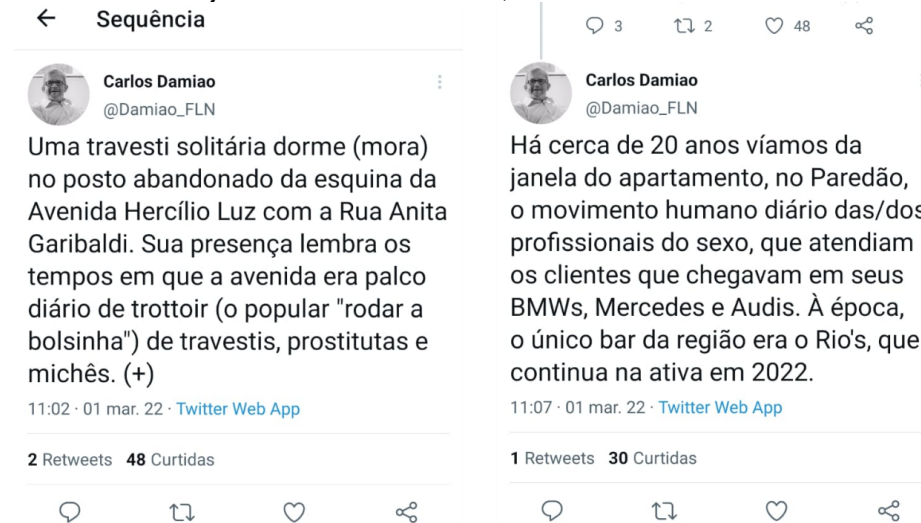 Sequência
Carlos Damiao
@Damiao_FLN
Uma travesti solitária dorme (mora)
no posto abandonado da esquina da
Avenida Hercílio Luz com a Rua Anita
Garibaldi. Sua presença lembra os
tempos em que a avenida era palco
diário de trottoir (o popular "rodar a
bolsinha") de travestis, prostitutas e
michês. (+)
11:02 · 01 mar. 22 · Twitter Web App
2 Retweets 48 Curtidas
3 2 48
Carlos Damiao
@Damiao_FLN
Há cerca de 20 anos víamos da
janela do apartamento, no Paredão,
o movimento humano diário das/dos
profissionais do sexo, que atendiam
os clientes que chegavam em seus
BMWs, Mercedes e Audis. À época,
o único bar da região era o Rio's, que
continua na ativa em 2022.
11:07 · 01 mar. 22 · Twitter Web App
1 Retweets 30 Curtidas